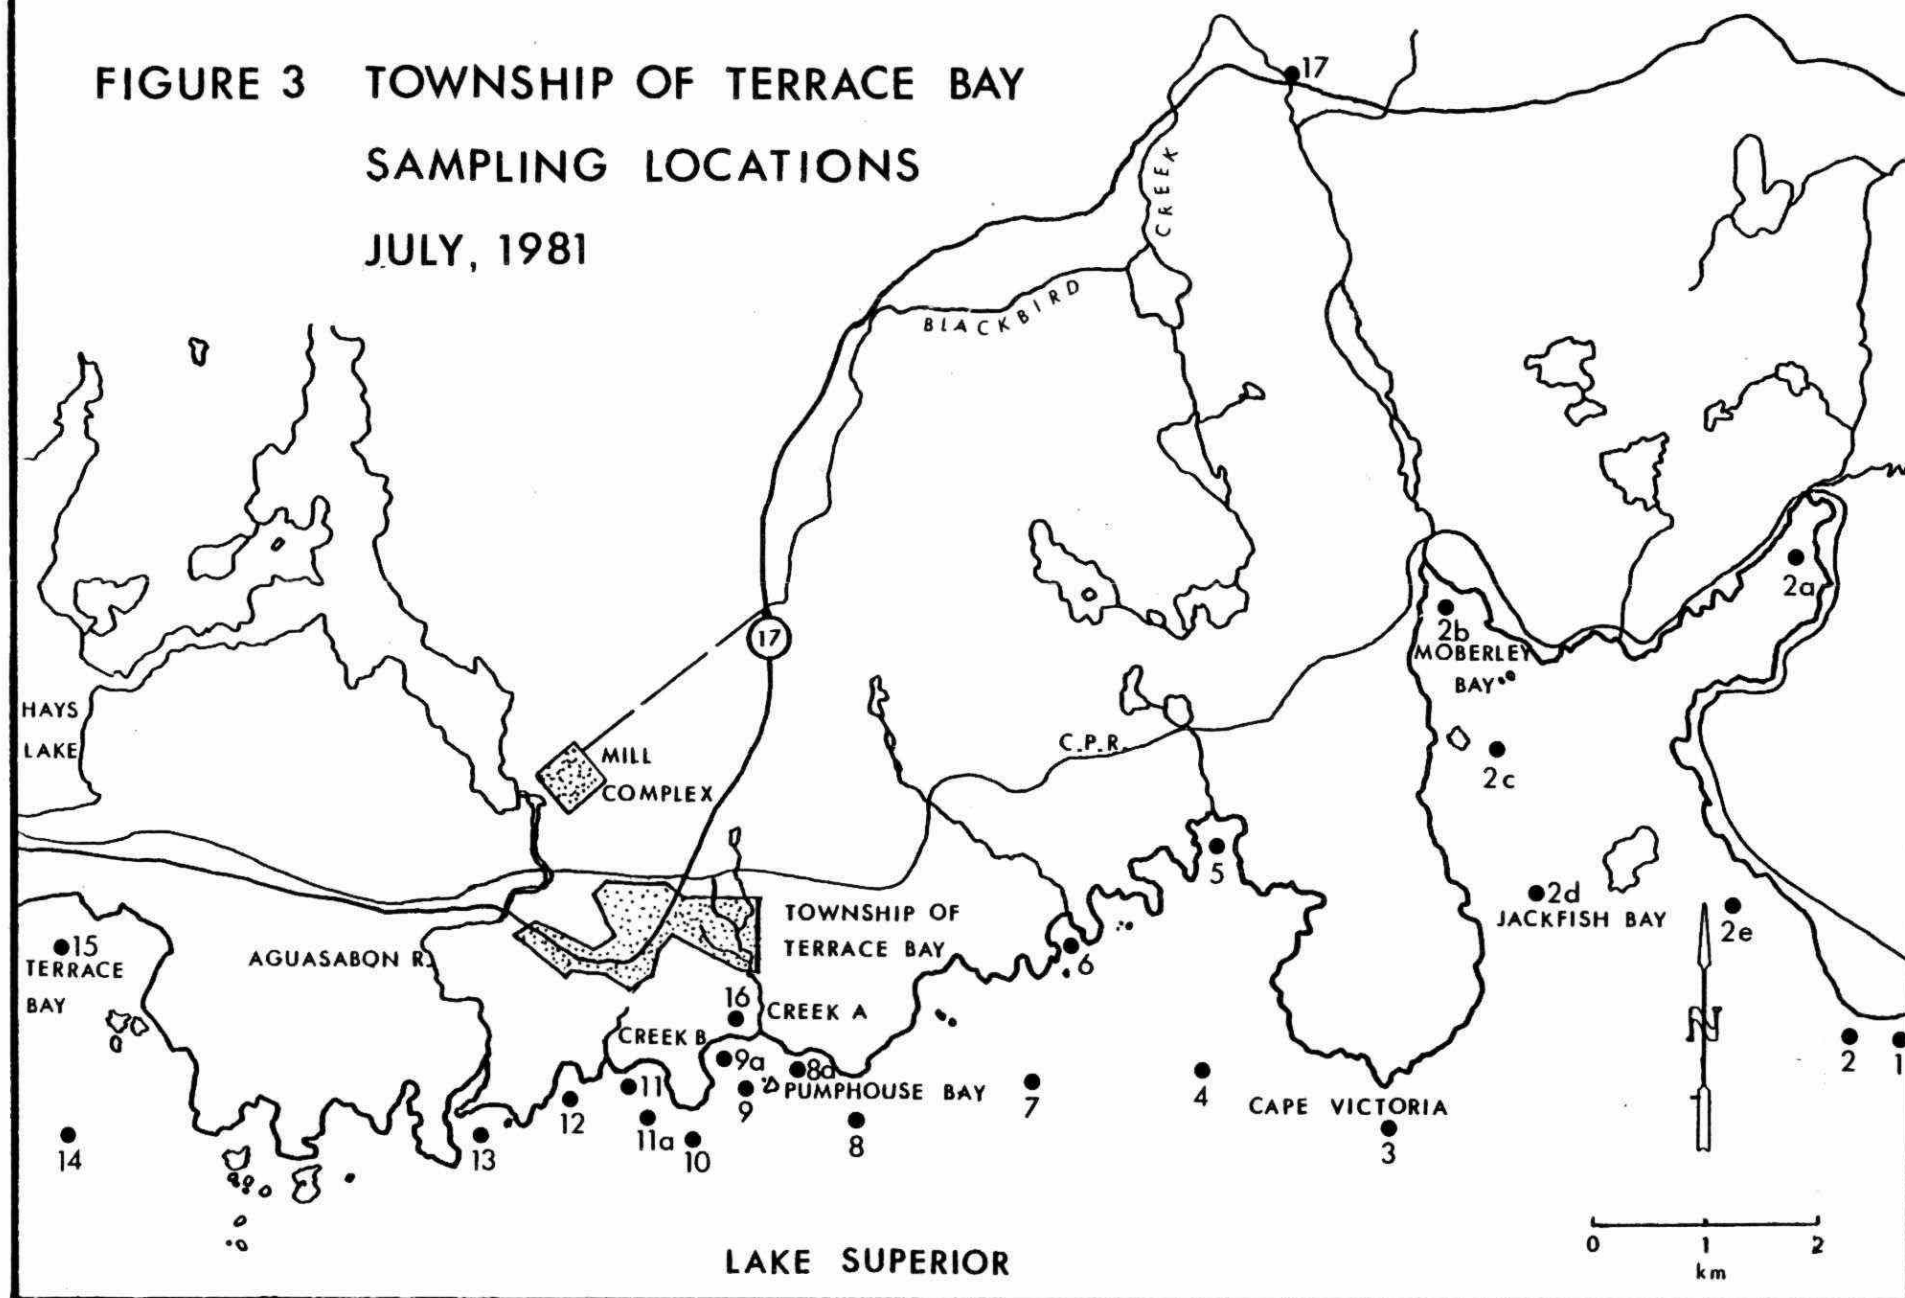 FIGURE 3 TOWNSHIP OF TERRACE BAY
SAMPLING LOCATIONS
JULY, 1981
17
CREEK
BLACKBIRD
17
HAYS
LAKE
MILL
COMPLEX
C.P.R.
2a
2b
MOBERLEY
BAY
2c
5
2d
JACKFISH BAY
2e
TOWNSHIP OF
TERRACE BAY
15
TERRACE
BAY
AGUASABON R.
6
16
CREEK A
CREEK B
9a
8a
PUMPHOUSE BAY
9
11
11a
12
10
8
7
4
CAPE VICTORIA
3
2
1
N
14
13
LAKE SUPERIOR
0 1 2
km